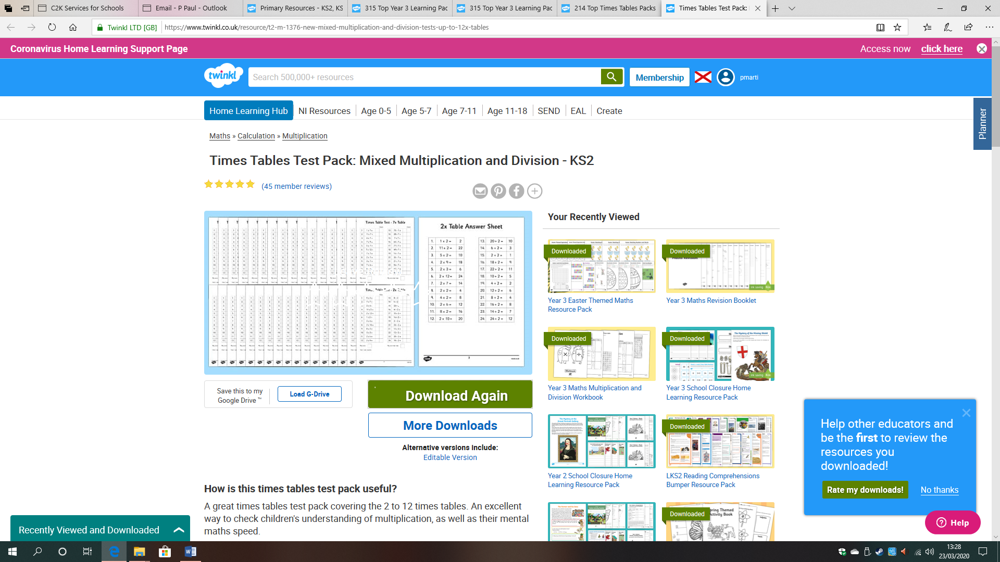 C2K Services for Schools
Email - P Paul - Outlook
Primary Resources - KS2, KS
315 Top Year 3 Learning Pac
315 Top Year 3 Learning Pac
214 Top Times Tables Packs
Times Tables Test Pack:
Twinkl LTD [GB]
https://www.twinkl.co.uk/resource/t2-m-1376-new-mixed-multiplication-and-division-tests-up-to-12x-tables
Coronavirus Home Learning Support Page
Access now click here
twinkl
Search 500,000+ resources
Membership
pmarti
Home Learning Hub
NI Resources
Age 0-5
Age 5-7
Age 7-11
Age 11-18
SEND
EAL
Create
Planner
Maths » Calculation » Multiplication
Times Tables Test Pack: Mixed Multiplication and Division - KS2
(45 member reviews)
Times Table Test - 7x Table
Times Table Test - 2x Table
2x Table Answer Sheet
1. 1 x 2 = 2 13. 20 ÷ 2 = 10
2. 11 x 2 = 22 14. 6 ÷ 2 = 3
3. 5 x 2 = 10 15. 2 ÷ 2 = 1
4. 2 x 9 = 18 16. 18 ÷ 2 = 9
5. 2 x 3 = 6 17. 22 ÷ 2 = 11
6. 2 x 12 = 24 18. 10 ÷ 2 = 5
7. 2 x 7 = 14 19. 4 ÷ 2 = 2
8. 2 x 2 = 4 20. 12 ÷ 2 = 6
9. 4 x 2 = 8 21. 8 ÷ 2 = 4
10. 2 x 6 = 12 22. 16 ÷ 2 = 8
11. 8 x 2 = 16 23. 14 ÷ 2 = 7
12. 2 x 10 = 20 24. 24 ÷ 2 = 12
Save this to my
Google Drive ™
Load G-Drive
Download Again
More Downloads
Alternative versions include:
Editable Version
How is this times tables test pack useful?
A great times tables test pack covering the 2 to 12 times tables. An excellent
way to check children's understanding of multiplication, as well as their mental
maths speed.
Your Recently Viewed
Downloaded
Year 3 Easter Themed Maths
Resource Pack
Downloaded
Year 3 Maths Revision Booklet
Downloaded
Workbook
Year 3 Maths Multiplication and
Division Workbook
Downloaded
The Mystery of the Missing Shield
Year 3 School Closure Home
Learning Resource Pack
Year 2 School Closure Home
Learning Resource Pack
Downloaded
LKS2 Reading Comprehensions
Bumper Resource Pack
Downloaded
Help other educators and
be the first to review the
resources you
downloaded!
Rate my downloads!
No thanks
Help
Recently Viewed and Downloaded
13:28
23/03/2020